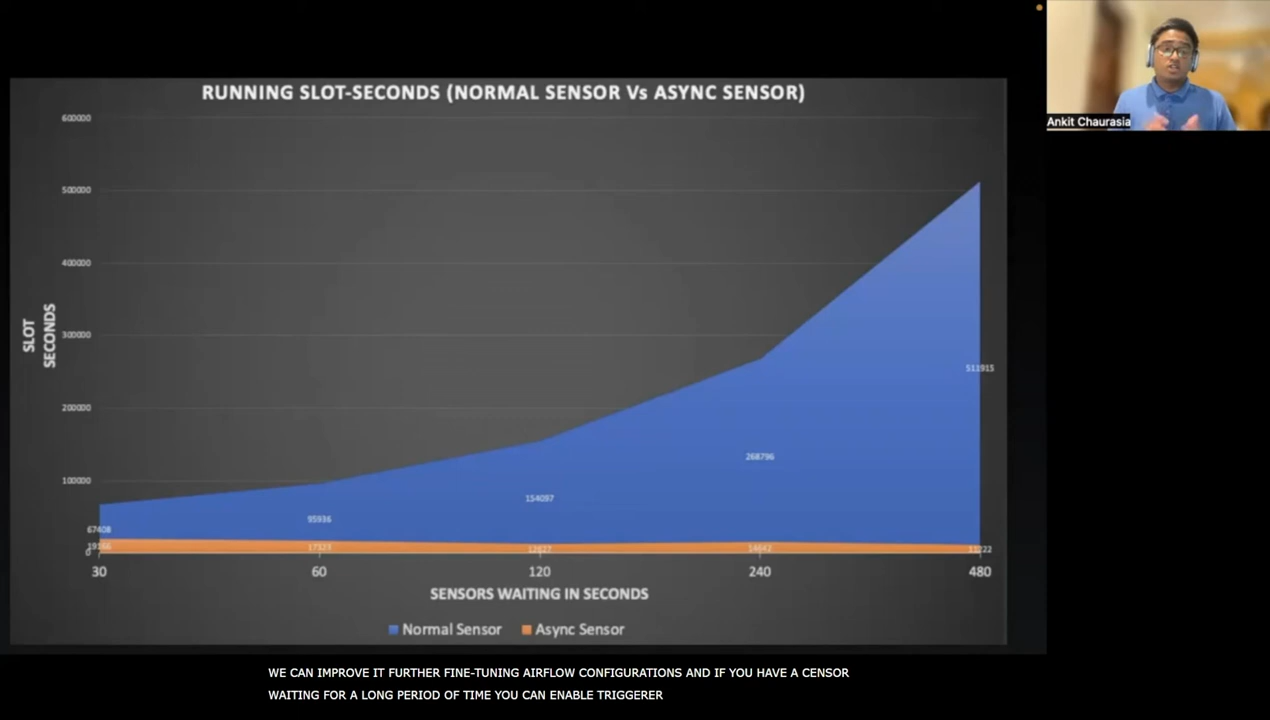 RUNNING SLOT-SECONDS (NORMAL SENSOR Vs ASYNC SENSOR)
Ankit Chaurasia
600000
500000
400000
300000
200000
100000
0
SLOT
SECONDS
67408
95936
154097
268796
511915
17323
11222
30
60
120
240
480
SENSORS WAITING IN SECONDS
Normal Sensor
Async Sensor
WE CAN IMPROVE IT FURTHER FINE-TUNING AIRFLOW CONFIGURATIONS AND IF YOU HAVE A CENSOR
WAITING FOR A LONG PERIOD OF TIME YOU CAN ENABLE TRIGGERER